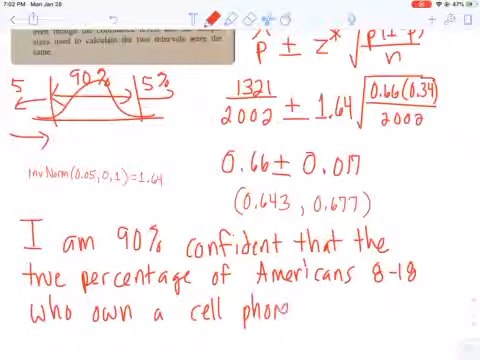 7:02 PM Mon Jan 28
47%
even though the confidence level and the
sizes used to calculate the two intervals were the
same.
p̂ ± z* √p(1-p)/n
5 90% 5%
1321/2002 ± 1.64 √0.66(0.34)/2002
0.66 ± 0.017
InvNorm(0.05,0,1)=1.64
(0.643, 0.677)
I am 90% confident that the
true percentage of Americans 8-18
who own a cell phon